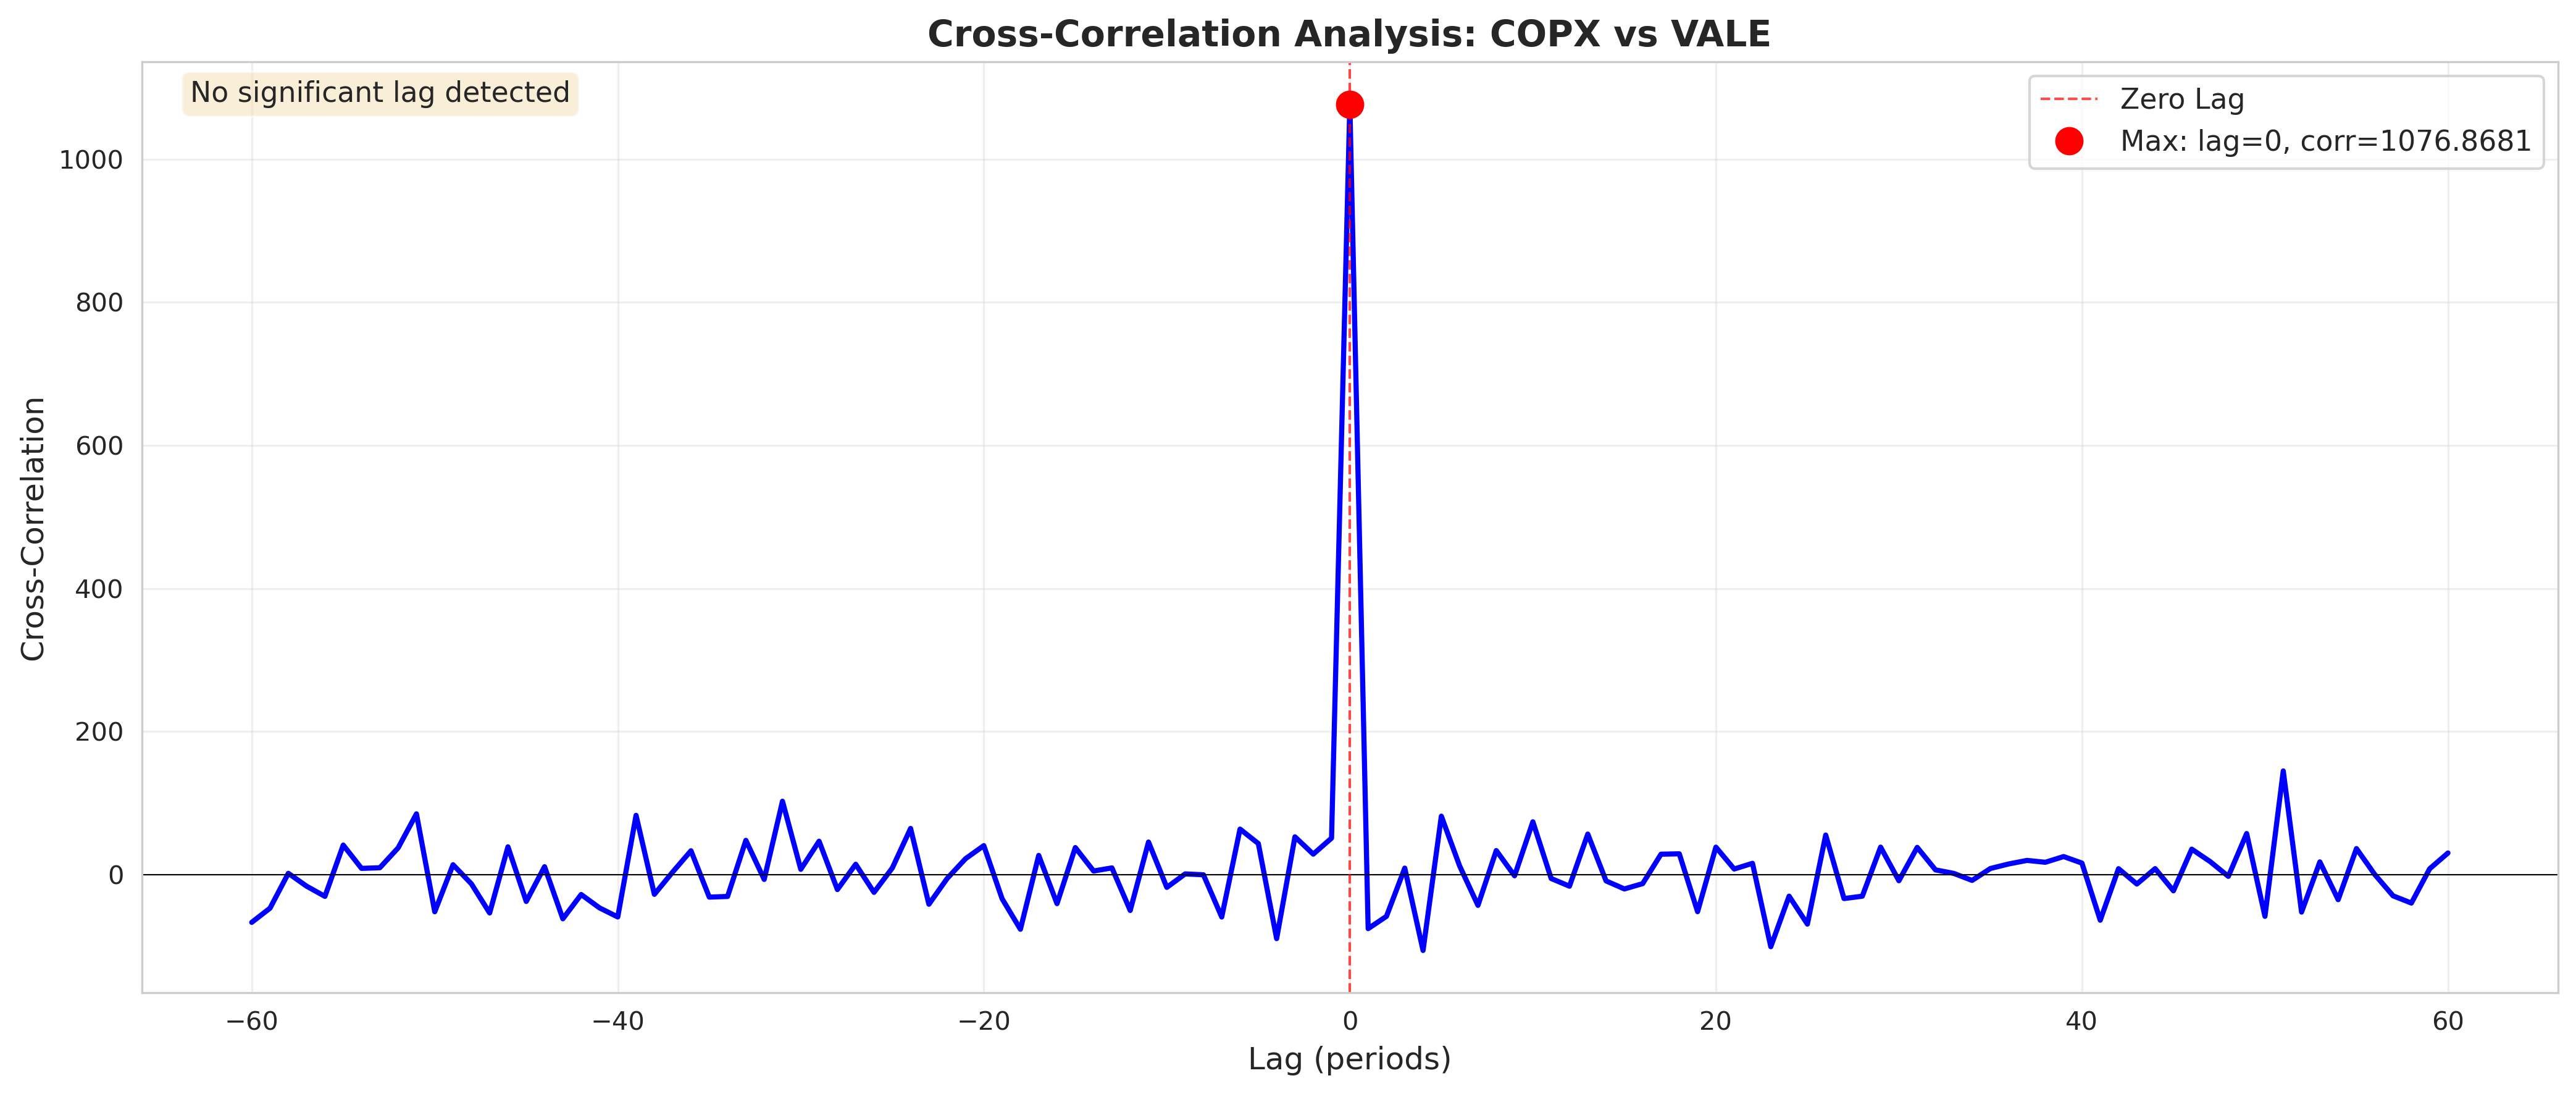 Cross-Correlation Analysis: COPX vs VALE
No significant lag detected
Zero Lag
Max: lag=0, corr=1076.8681
Cross-Correlation
1000
800
600
400
200
0
−60
−40
−20
0
20
40
60
Lag (periods)